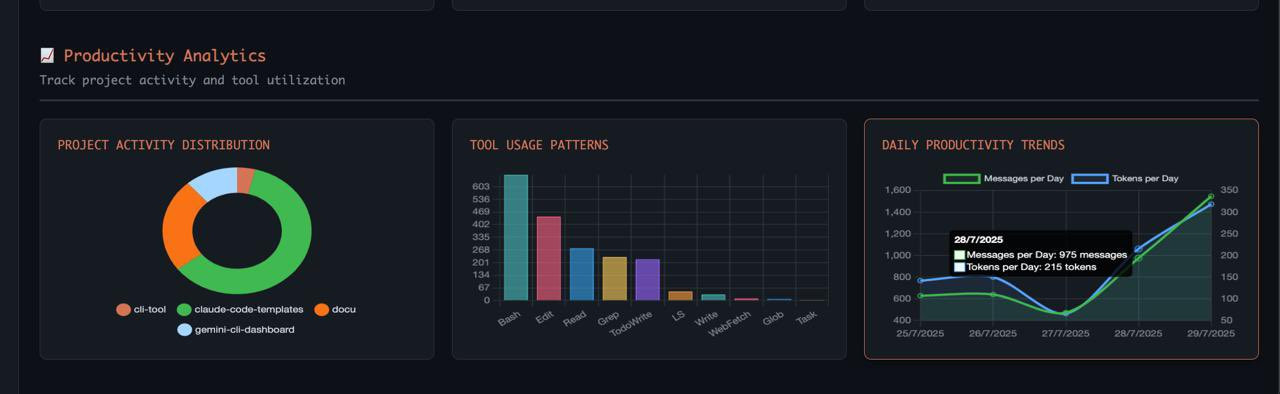 📈 Productivity Analytics
Track project activity and tool utilization
PROJECT ACTIVITY DISTRIBUTION
cli-tool claude-code-templates docu
gemini-cli-dashboard
TOOL USAGE PATTERNS
603
536
469
402
335
268
201
134
67
0
Bash Edit Read Grep TodoWrite LS Write WebFetch Glob Task
DAILY PRODUCTIVITY TRENDS
Messages per Day Tokens per Day
1,600 350
1,400 300
1,200 250
1,000 200
800 150
600 100
400 50
28/7/2025
Messages per Day: 975 messages
Tokens per Day: 215 tokens
25/7/2025 26/7/2025 27/7/2025 28/7/2025 29/7/2025